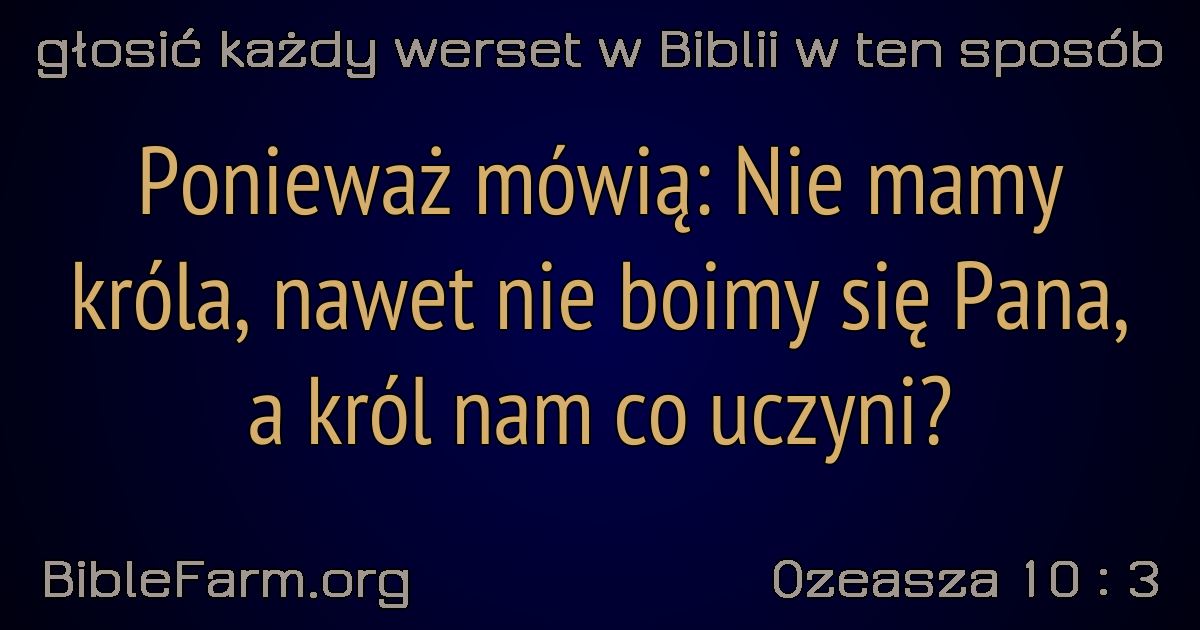 głosić każdy werset w Biblii w ten sposób
Ponieważ mówią: Nie mamy
króla, nawet nie boimy się Pana,
a król nam co uczyni?
BibleFarm.org
Ozeasza 10 : 3